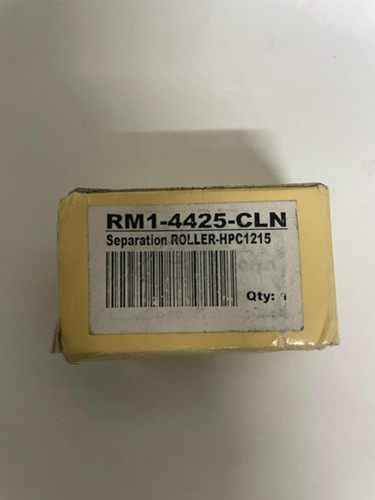 RM1-4425-CLN
Separation ROLLER-HPC1215
Qty: 1